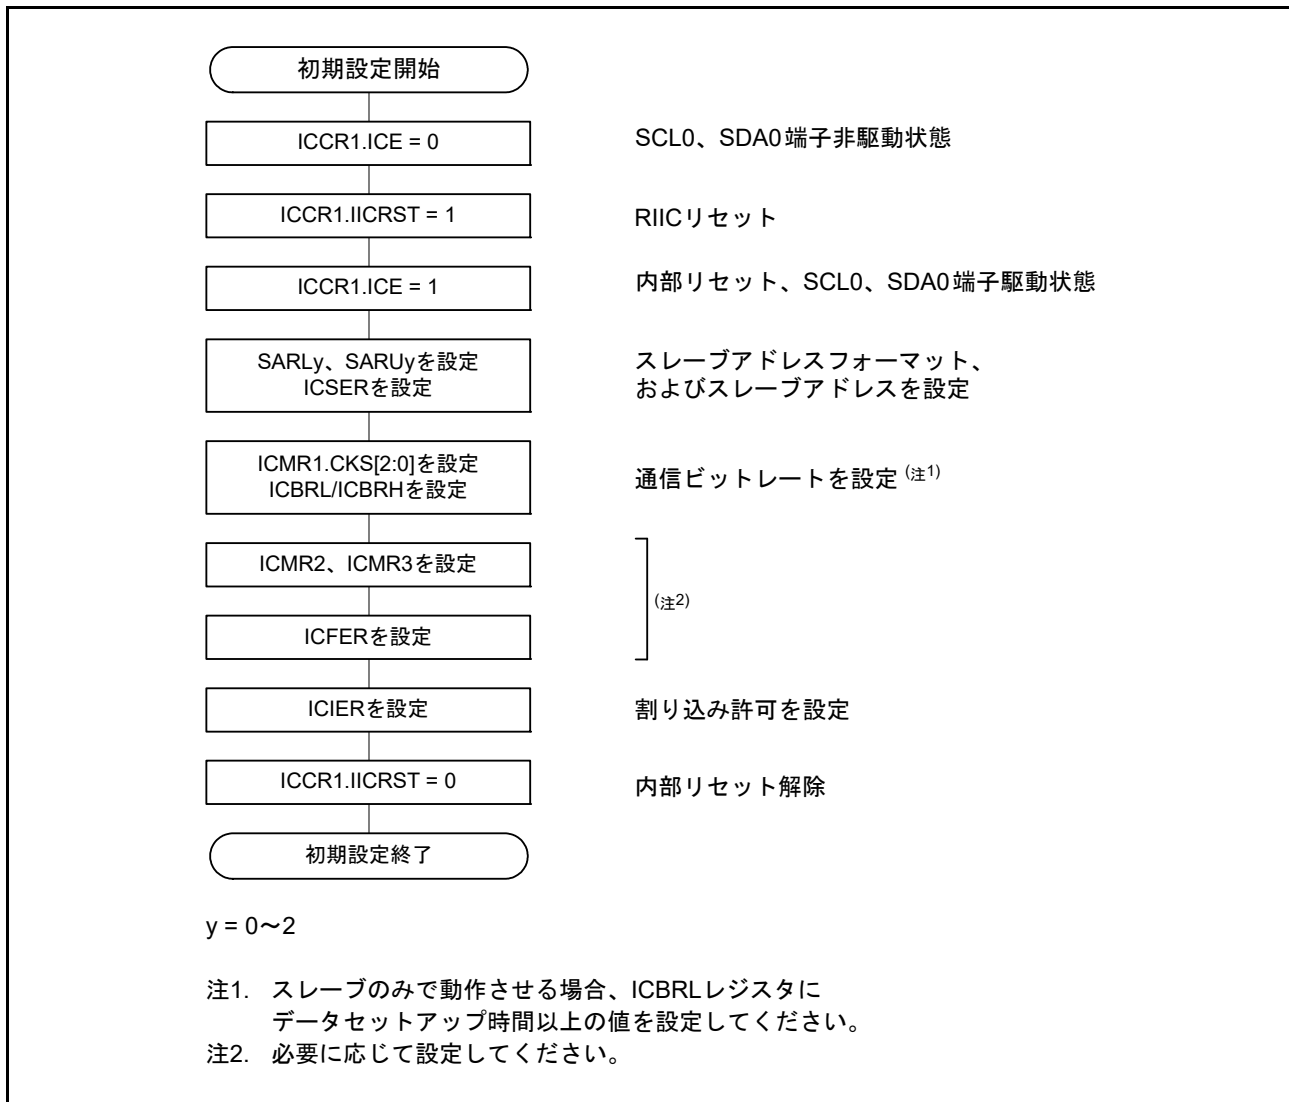 初期設定開始
ICCR1.ICE = 0
SCL0、SDA0端子非駆動状態
ICCR1.IICRST = 1
RIICリセット
ICCR1.ICE = 1
内部リセット、SCL0、SDA0端子駆動状態
SARLy、SARUyを設定
ICSERを設定
スレーブアドレスフォーマット、
およびスレーブアドレスを設定
ICMR1.CKS[2:0]を設定
ICBRL/ICBRHを設定
通信ビットレートを設定 (注1)
ICMR2、ICMR3を設定
(注2)
ICFERを設定
ICIERを設定
割り込み許可を設定
ICCR1.IICRST = 0
内部リセット解除
初期設定終了
y = 0～2
注1. スレーブのみで動作させる場合、ICBRLレジスタに
データセットアップ時間以上の値を設定してください。
注2. 必要に応じて設定してください。